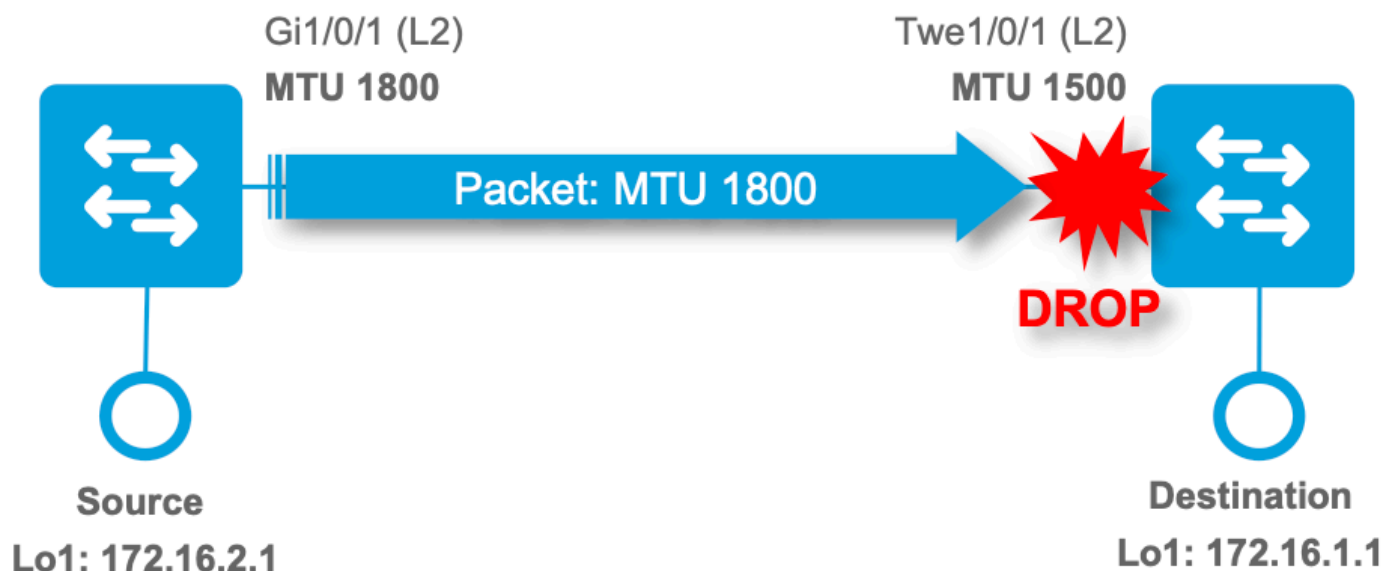 Gi1/0/1 (L2)
MTU 1800
Twe1/0/1 (L2)
MTU 1500
Packet: MTU 1800
DROP
Source
Lo1: 172.16.2.1
Destination
Lo1: 172.16.1.1